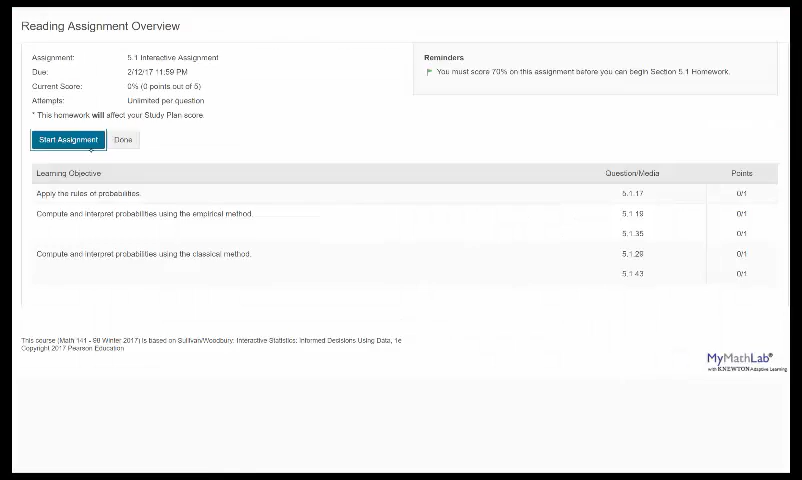 Reading Assignment Overview
Assignment: 5.1 Interactive Assignment
Due: 2/12/17 11:59 PM
Current Score: 0% (0 points out of 5)
Attempts: Unlimited per question
* This homework will affect your Study Plan score.
Reminders
You must score 70% on this assignment before you can begin Section 5.1 Homework.
Start Assignment Done
Learning Objective Question/Media Points
Apply the rules of probabilities. 5.1.17 0/1
Compute and interpret probabilities using the empirical method. 5.1.19 0/1
5.1.35 0/1
Compute and interpret probabilities using the classical method. 5.1.29 0/1
5.1.43 0/1
This course (Math 141 - 98 Winter 2017) is based on Sullivan/Woodbury: Interactive Statistics: Informed Decisions Using Data, 1e
Copyright 2017 Pearson Education
MyMathLab®
with KNEWTON Adaptive Learning